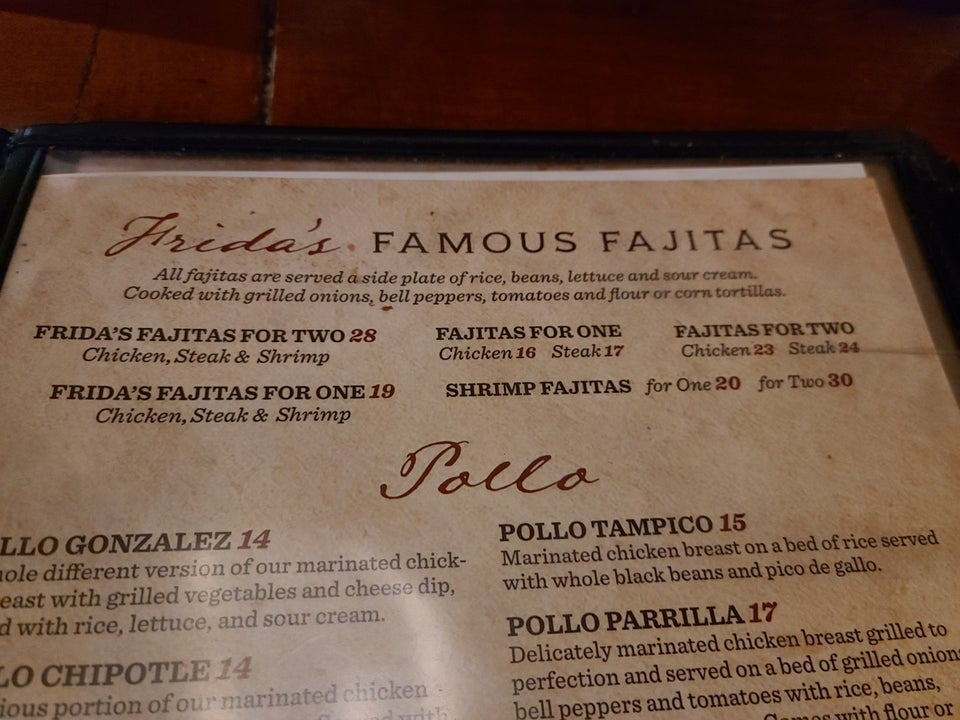 Frida's FAMOUS FAJITAS
All fajitas are served a side plate of rice, beans, lettuce and sour cream.
Cooked with grilled onions, bell peppers, tomatoes and flour or corn tortillas.
FRIDA'S FAJITAS FOR TWO 28
Chicken, Steak & Shrimp
FRIDA'S FAJITAS FOR ONE 19
Chicken, Steak & Shrimp
FAJITAS FOR ONE
Chicken 16 Steak 17
FAJITAS FOR TWO
Chicken 23 Steak 24
SHRIMP FAJITAS for One 20 for Two 30
Pollo
LLO GONZALEZ 14
hole different version of our marinated chick-
east with grilled vegetables and cheese dip,
d with rice, lettuce, and sour cream.
LO CHIPOTLE 14
ious portion of our marinated chicken
POLLO TAMPICO 15
Marinated chicken breast on a bed of rice served
with whole black beans and pico de gallo.
POLLO PARRILLA 17
Delicately marinated chicken breast grilled to
perfection and served on a bed of grilled onions
bell peppers and tomatoes with rice, beans,
with flour or